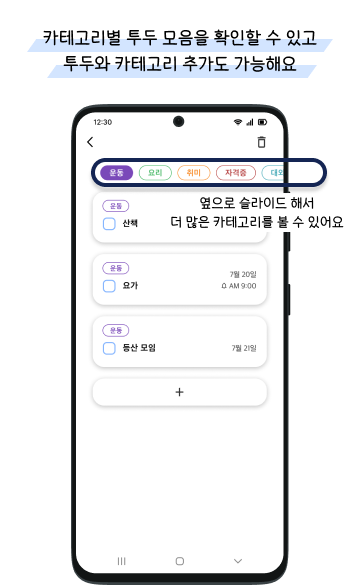 카테고리별 투두 모음을 확인할 수 있고
투두와 카테고리 추가도 가능해요
12:30
운동 요리 취미 자격증 대외
옆으로 슬라이드 해서
더 많은 카테고리를 볼 수 있어요
운동
산책
운동
요가
7월 20일
AM 9:00
운동
등산 모임
7월 21일
+